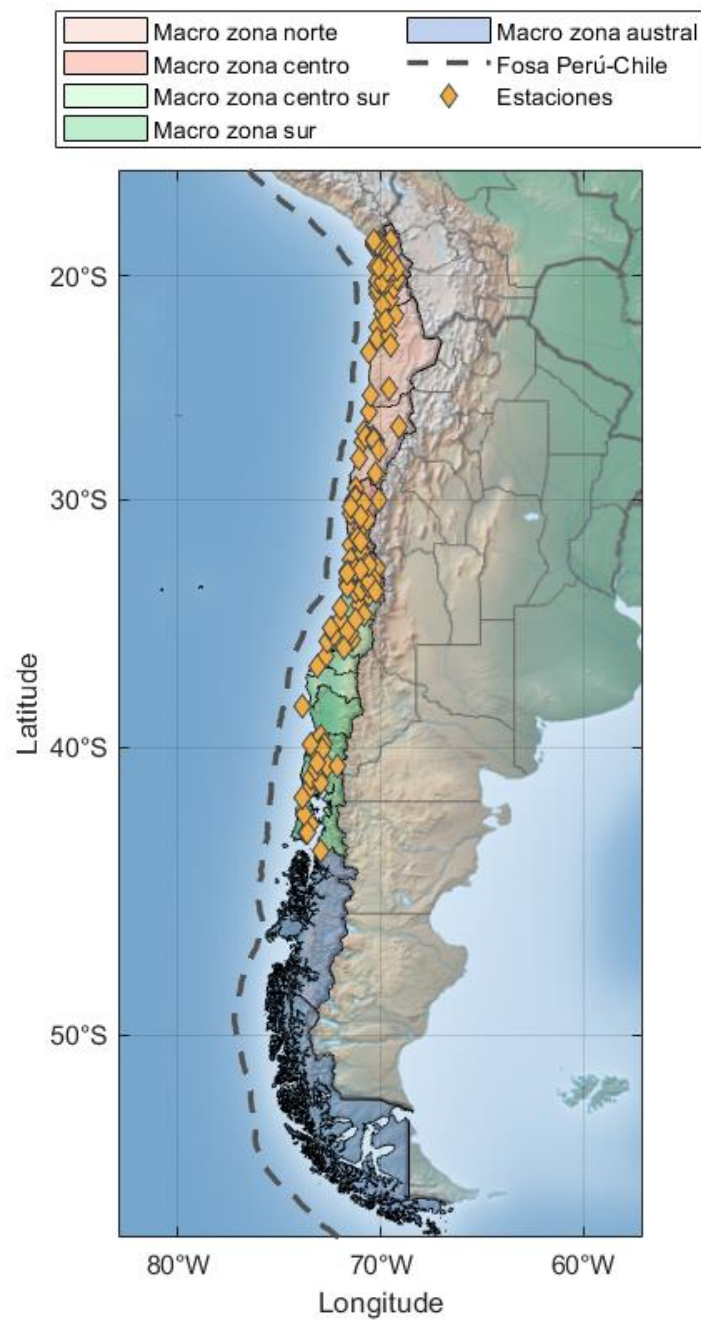 Macro zona norte
Macro zona centro
Macro zona centro sur
Macro zona sur
Macro zona austral
Fosa Perú-Chile
Estaciones
20°S
30°S
40°S
50°S
Latitude
80°W 70°W 60°W
Longitude